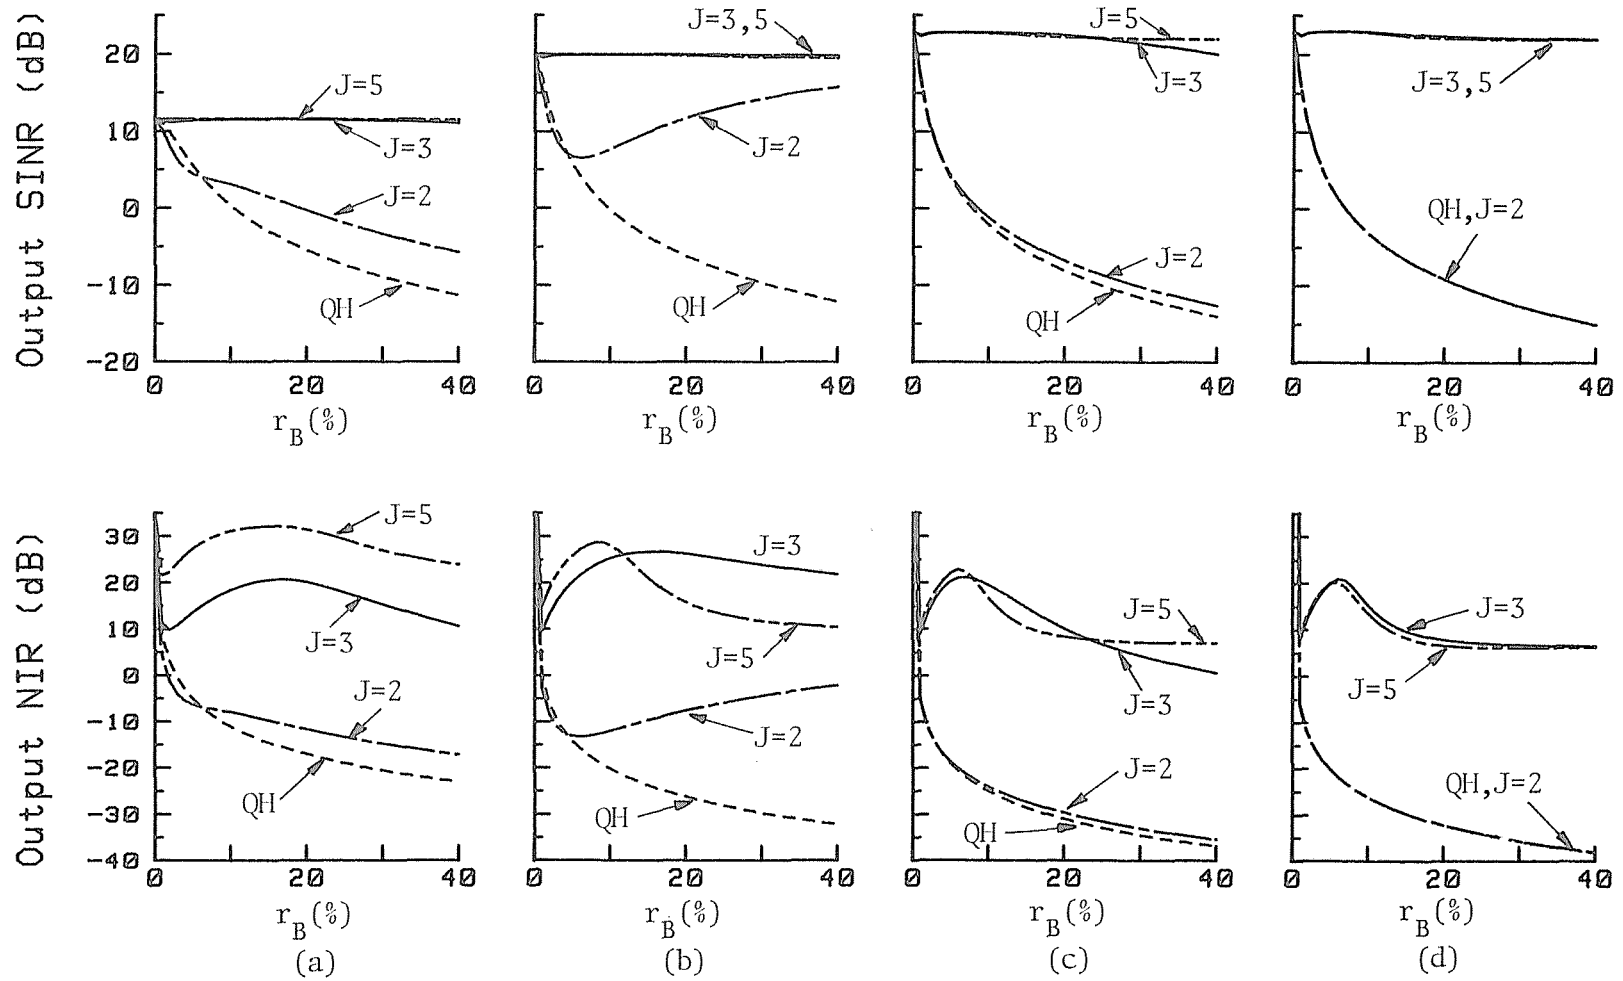 Output SINR (dB)
20
10
0
-10
-20
J=5
J=3
J=2
QH
0 20 40
r_B(%)
J=3,5
J=2
QH
0 20 40
r_B(%)
J=5
J=3
J=2
QH
0 20 40
r_B(%)
J=3,5
QH,J=2
0 20 40
r_B(%)
Output NIR (dB)
30
20
10
0
-10
-20
-30
-40
J=5
J=3
J=2
QH
0 20 40
r_B(%)
(a)
J=3
J=5
J=2
QH
0 20 40
r_B(%)
(b)
J=5
J=3
J=2
QH
0 20 40
r_B(%)
(c)
J=3
J=5
QH,J=2
0 20 40
r_B(%)
(d)